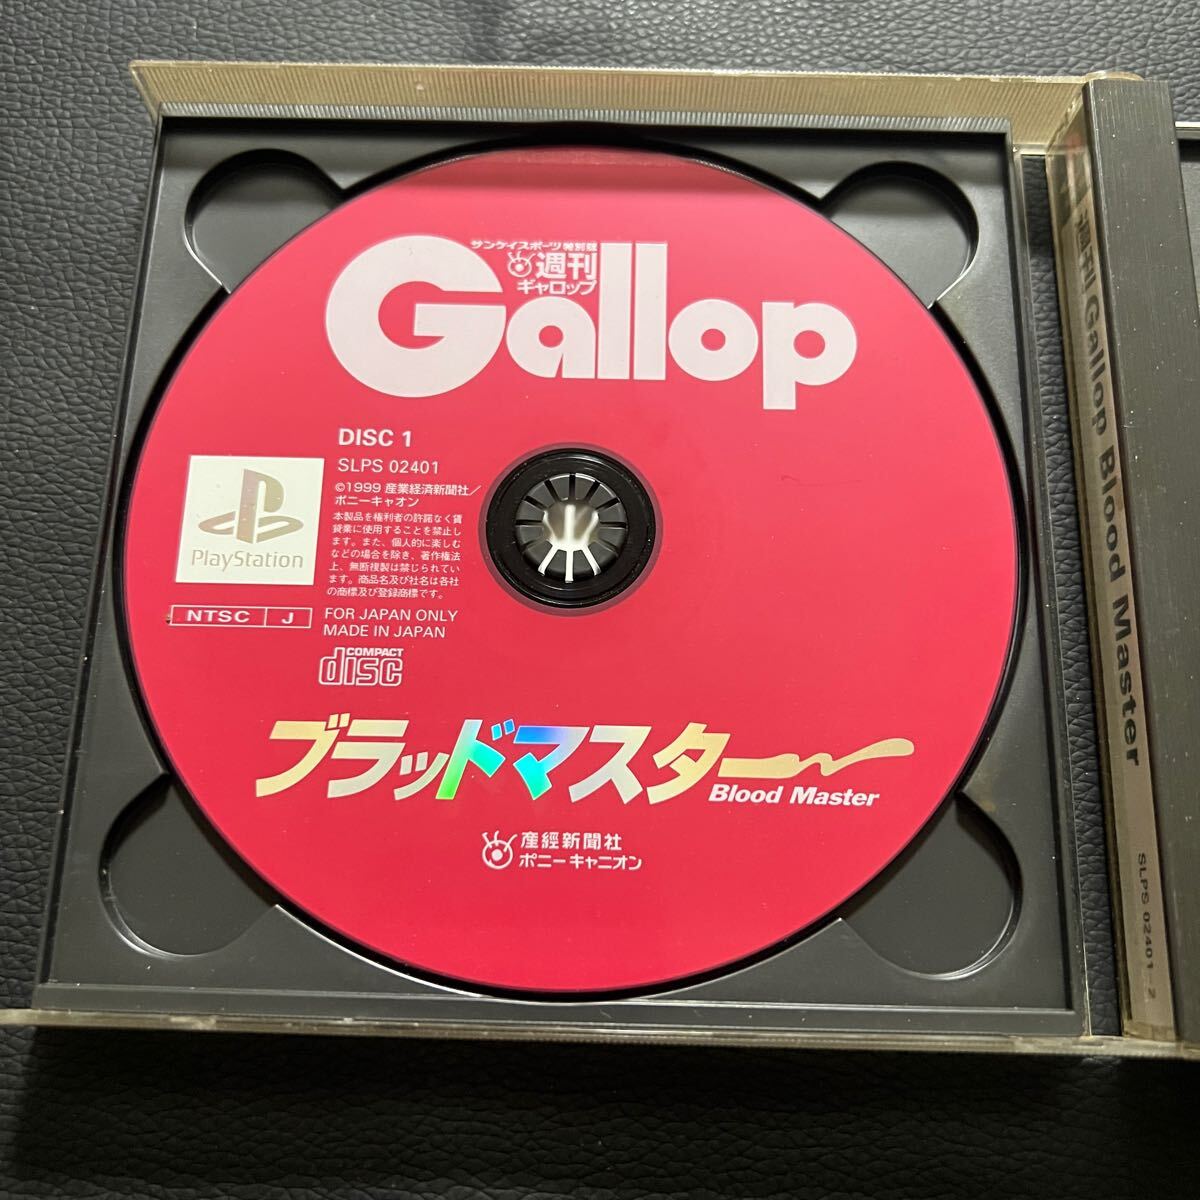 サンケイスポーツ特別版
週刊
ギャロップ
Gallop
DISC 1
SLPS 02401
©1999 産業経済新聞社/
ポニーキャオン
本製品を権利者の許諾なく賃
貸業に使用することを禁止し
ます。また、個人的に楽しむ
などの場合を除き、著作権法
上、無断複製は禁じられてい
ます。商品名及び社名は各社
の商標及び登録商標です。
PlayStation
NTSC J
FOR JAPAN ONLY
MADE IN JAPAN
COMPACT
disc
ブラッドマスター
Blood Master
産經新聞社
ポニーキャニオン
週刊 Gallop Blood Master
SLPS 02401~2